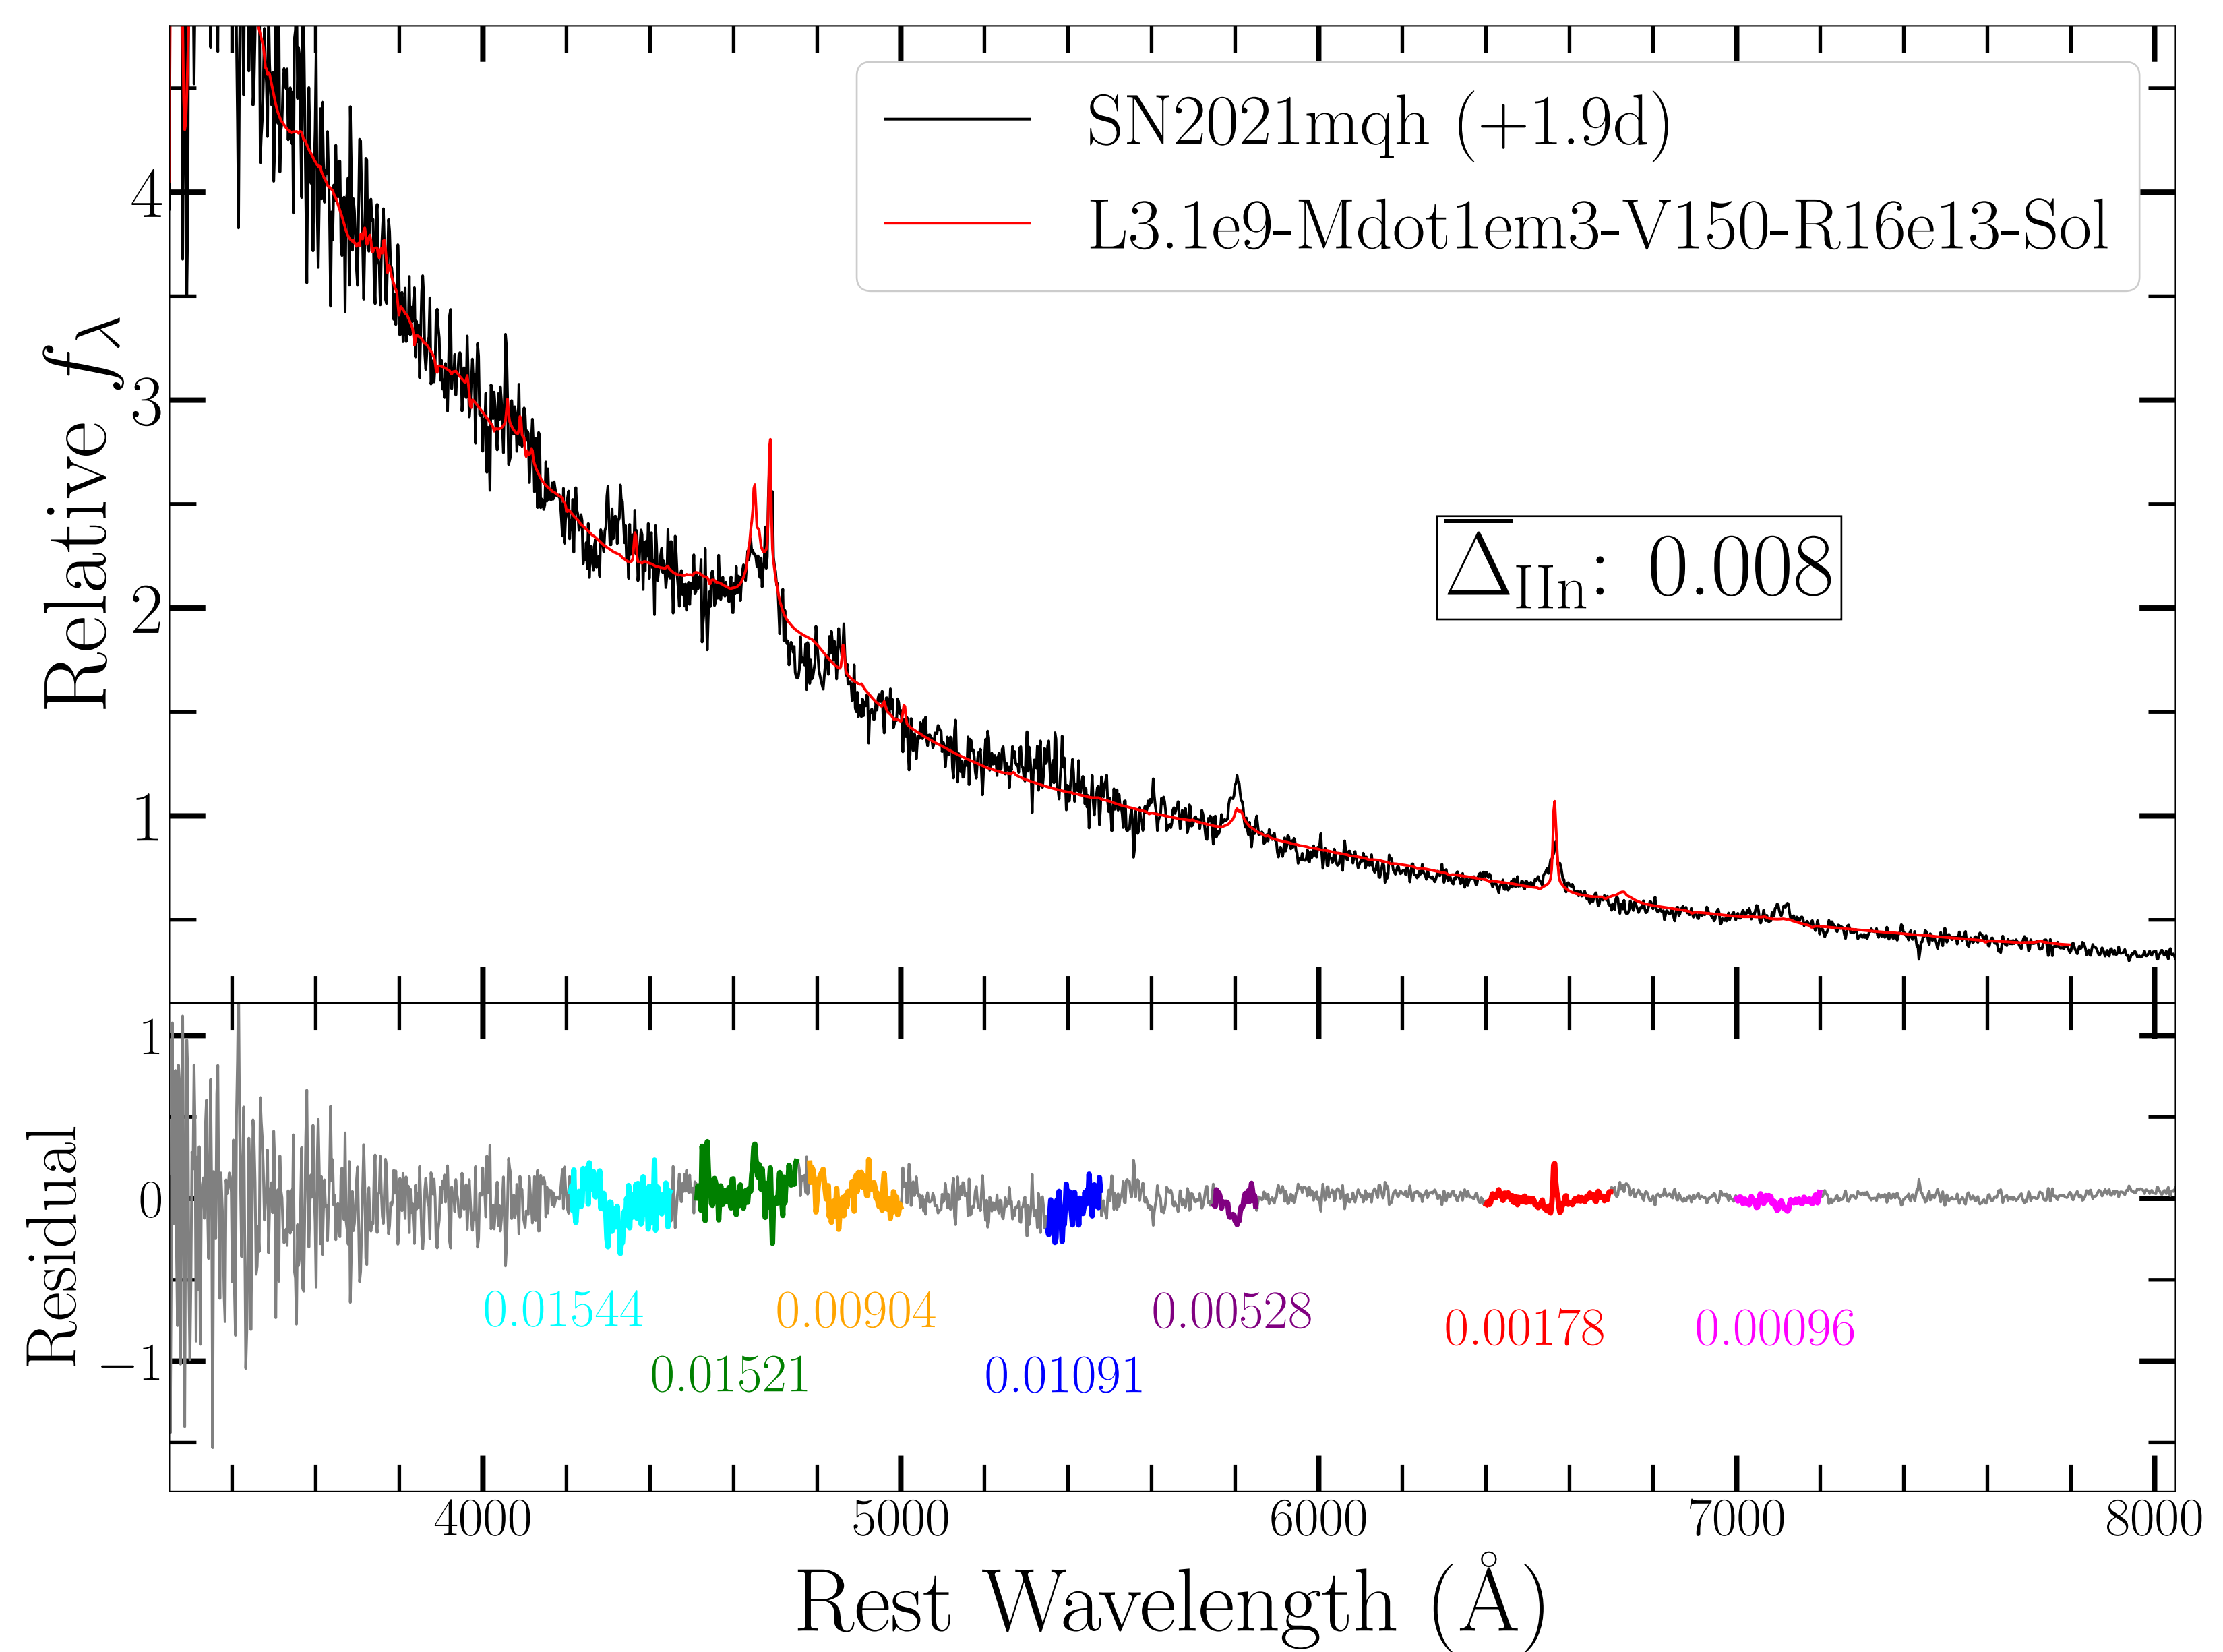 SN2021mqh (+1.9d)
L3.1e9-Mdot1em3-V150-R16e13-Sol
Relative fλ
4
3
2
1
Δ̅IIn: 0.008
Residual
1
0
−1
0.01544
0.00904
0.00528
0.00178
0.00096
0.01521
0.01091
4000 5000 6000 7000 8000
Rest Wavelength (Å)